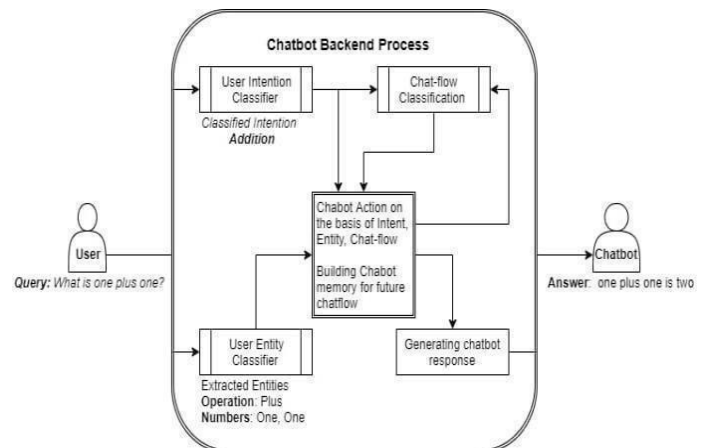 Chatbot Backend Process
User Intention
Classifier
Chat-flow
Classification
Classified Intention
Addition
Chabot Action on
the basis of Intent,
Entity, Chat-flow
Building Chabot
memory for future
chatflow
User
Query: What is one plus one?
Chatbot
Answer: one plus one is two
User Entity
Classifier
Generating chatbot
response
Extracted Entities
Operation: Plus
Numbers: One, One